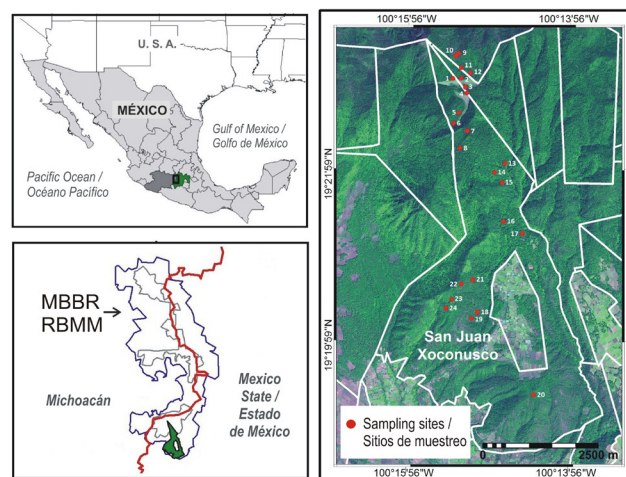 U. S. A.
MÉXICO
Gulf of Mexico /
Golfo de México
Pacific Ocean /
Océano Pacífico
MBBR
RBMM
Michoacán
Mexico
State /
Estado
de México
100°15'56"W
100°13'56"W
19°21'59"N
19°19'59"N
10
9
11
12
1
2
3
5
6
7
8
13
14
15
16
17
21
22
23
24
18
19
San Juan
Xoconusco
20
Sampling sites /
Sitios de muestreo
0
2500 m
100°15'56"W
100°13'56"W